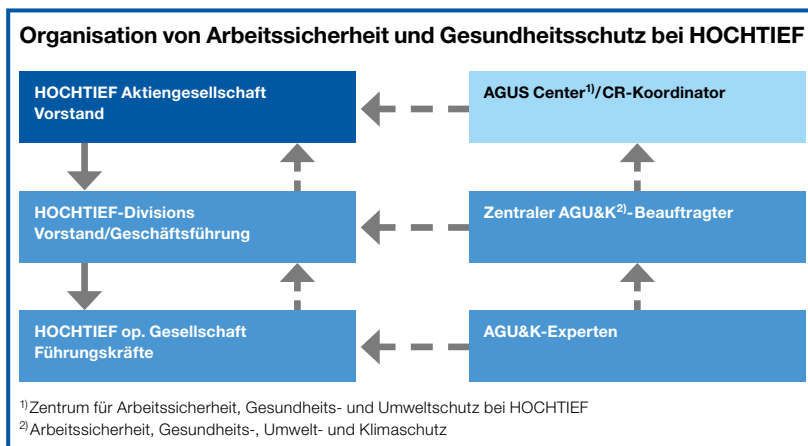 Organisation von Arbeitssicherheit und Gesundheitsschutz bei HOCHTIEF
HOCHTIEF Aktiengesellschaft
Vorstand
AGUS Center¹⁾/CR-Koordinator
HOCHTIEF-Divisions
Vorstand/Geschäftsführung
Zentraler AGU&K²⁾-Beauftragter
HOCHTIEF op. Gesellschaft
Führungskräfte
AGU&K-Experten
¹⁾Zentrum für Arbeitssicherheit, Gesundheits- und Umweltschutz bei HOCHTIEF
²⁾Arbeitssicherheit, Gesundheits-, Umwelt- und Klimaschutz